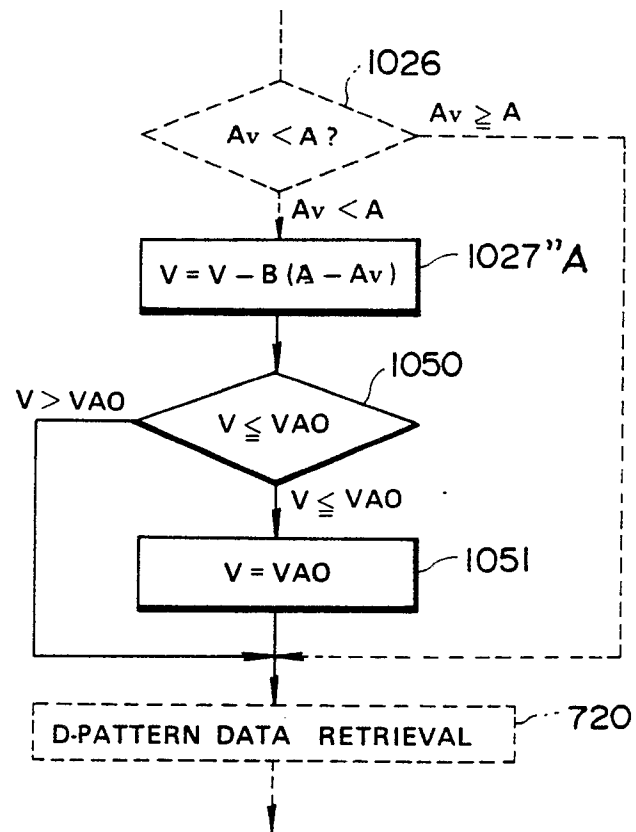 1026
Av < A ?
Av ≧ A
Av < A
V = V − B (A − Av)
1027"A
1050
V > VAO
V ≦ VAO
V ≦ VAO
V = VAO
1051
D-PATTERN DATA RETRIEVAL
720